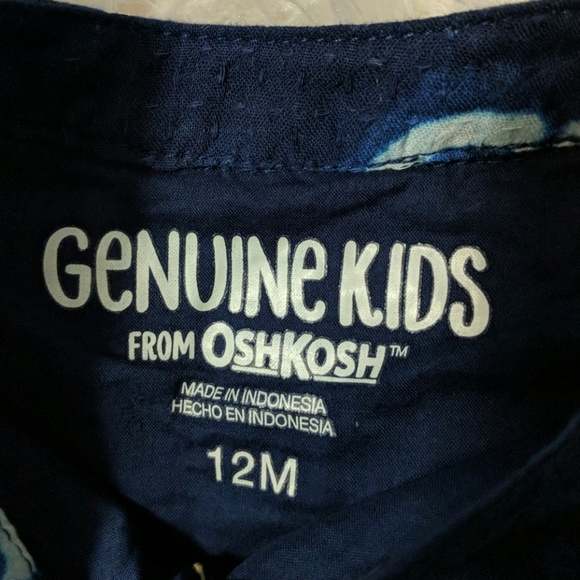 GeNUINe KIDS
FROM OSHKOSH™
MADE IN INDONESIA
HECHO EN INDONESIA
12M